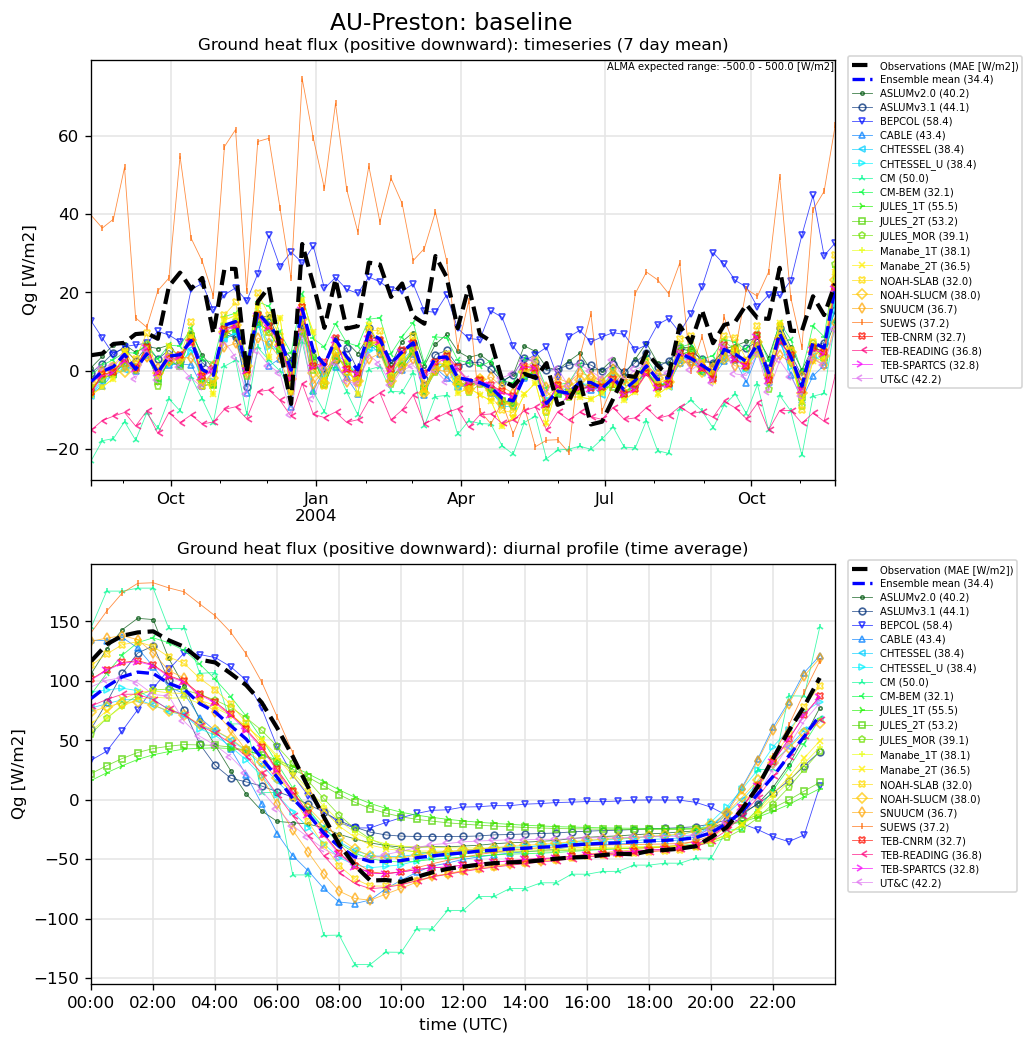 AU-Preston: baseline
Ground heat flux (positive downward): timeseries (7 day mean)
ALMA expected range: -500.0 - 500.0 [W/m2]
Qg [W/m2]
60
40
20
0
−20
Oct
Jan
2004
Apr
Jul
Oct
Observations (MAE [W/m2])
Ensemble mean (34.4)
ASLUMv2.0 (40.2)
ASLUMv3.1 (44.1)
BEPCOL (58.4)
CABLE (43.4)
CHTESSEL (38.4)
CHTESSEL_U (38.4)
CM (50.0)
CM-BEM (32.1)
JULES_1T (55.5)
JULES_2T (53.2)
JULES_MOR (39.1)
Manabe_1T (38.1)
Manabe_2T (36.5)
NOAH-SLAB (32.0)
NOAH-SLUCM (38.0)
SNUUCM (36.7)
SUEWS (37.2)
TEB-CNRM (32.7)
TEB-READING (36.8)
TEB-SPARTCS (32.8)
UT&C (42.2)
Ground heat flux (positive downward): diurnal profile (time average)
Qg [W/m2]
150
100
50
0
−50
−100
−150
00:00
02:00
04:00
06:00
08:00
10:00
12:00
14:00
16:00
18:00
20:00
22:00
time (UTC)
Observation (MAE [W/m2])
Ensemble mean (34.4)
ASLUMv2.0 (40.2)
ASLUMv3.1 (44.1)
BEPCOL (58.4)
CABLE (43.4)
CHTESSEL (38.4)
CHTESSEL_U (38.4)
CM (50.0)
CM-BEM (32.1)
JULES_1T (55.5)
JULES_2T (53.2)
JULES_MOR (39.1)
Manabe_1T (38.1)
Manabe_2T (36.5)
NOAH-SLAB (32.0)
NOAH-SLUCM (38.0)
SNUUCM (36.7)
SUEWS (37.2)
TEB-CNRM (32.7)
TEB-READING (36.8)
TEB-SPARTCS (32.8)
UT&C (42.2)